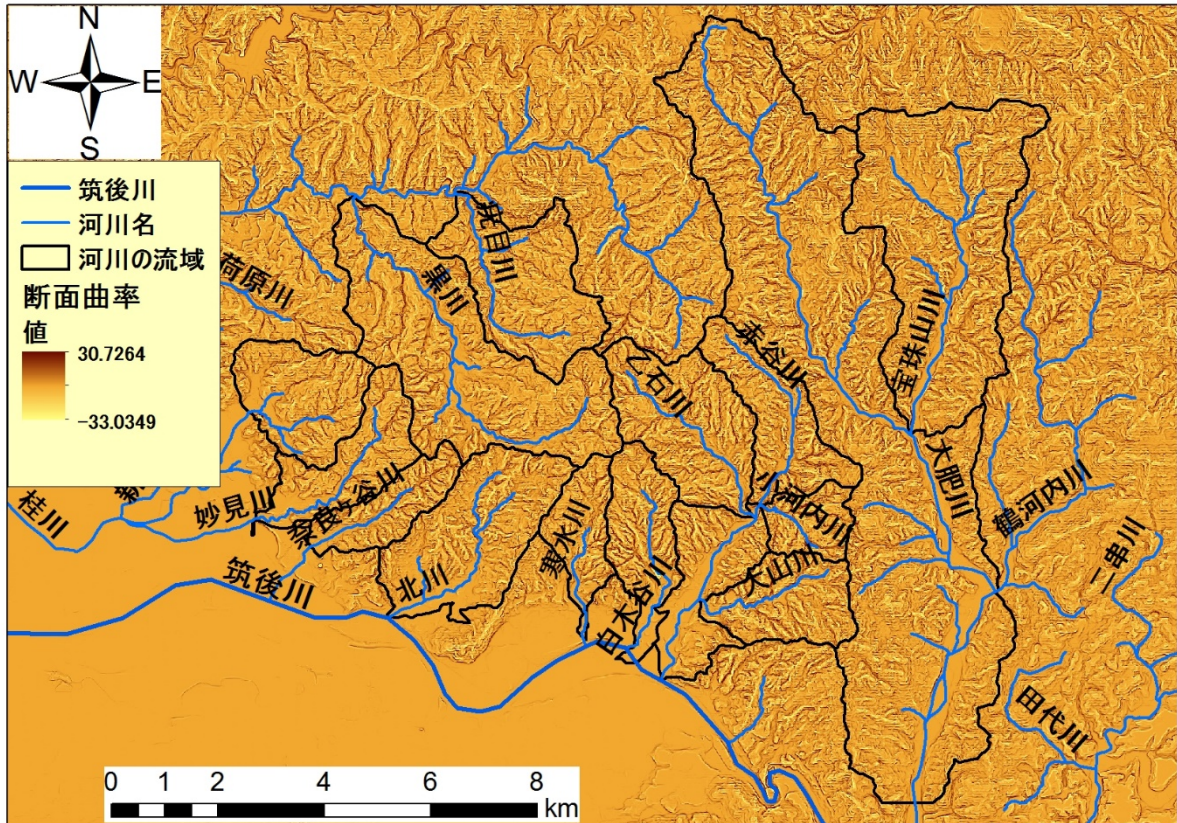 N
W E
S
筑後川
河川名
河川の流域
断面曲率
値
30.7264
-33.0349
荷原川
黒川
疣目川
乙石川
赤谷川
宝珠山川
大肥川
小河内川
鶴河内川
二串川
大山川
田代川
桂川
妙見川
奈良ヶ谷川
筑後川
北川
寒水川
白木谷川
0 1 2 4 6 8
km